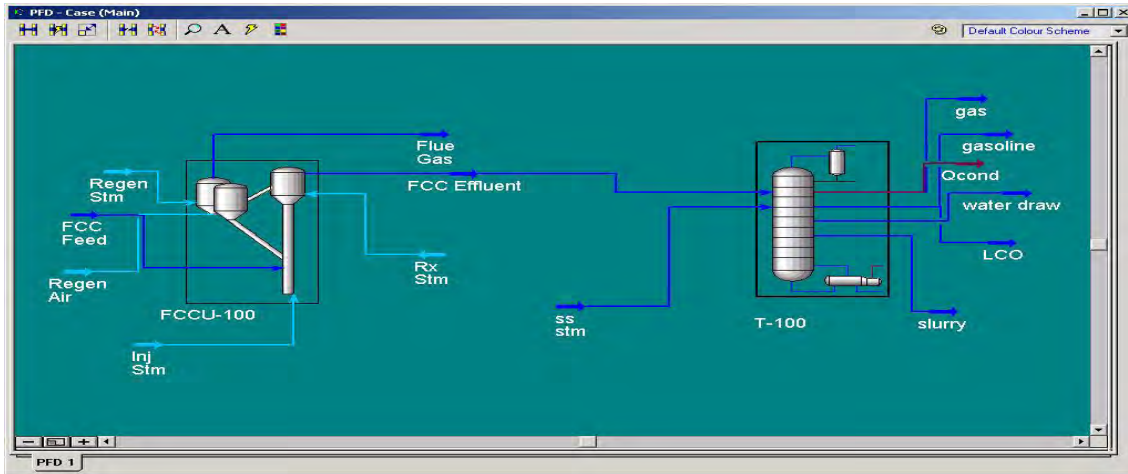 PFD - Case (Main)
A
Default Colour Scheme
gas
Flue
Gas
gasoline
Regen
Stm
FCC Effluent
Qcond
water draw
FCC
Feed
LCO
Rx
Stm
Regen
Air
FCCU-100
ss
stm
T-100
slurry
Inj
Stm
PFD 1